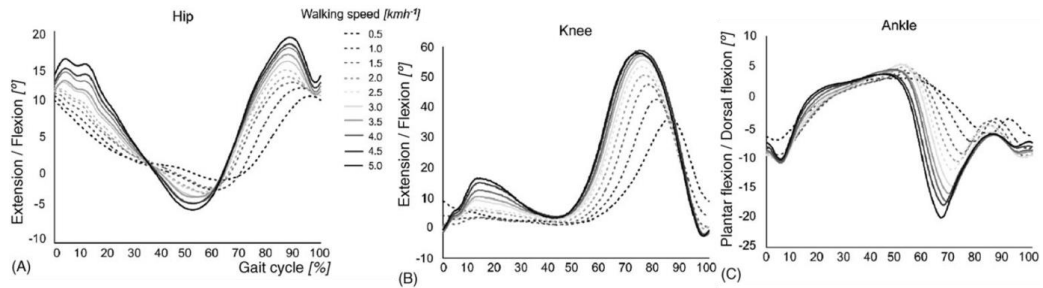 Hip
Walking speed [kmh-1]
0.5
1.0
1.5
2.0
2.5
3.0
3.5
4.0
4.5
5.0
Extension / Flexion [°]
20
15
10
5
0
-5
-10
0 10 20 30 40 50 60 70 80 90 100
Gait cycle [%]
(A)
Knee
Extension / Flexion [°]
60
50
40
30
20
10
0
-10
0 10 20 30 40 50 60 70 80 90 100
(B)
Ankle
Plantar flexion / Dorsal flexion [°]
10
5
0
-5
-10
-15
-20
-25
0 10 20 30 40 50 60 70 80 90 100
(C)